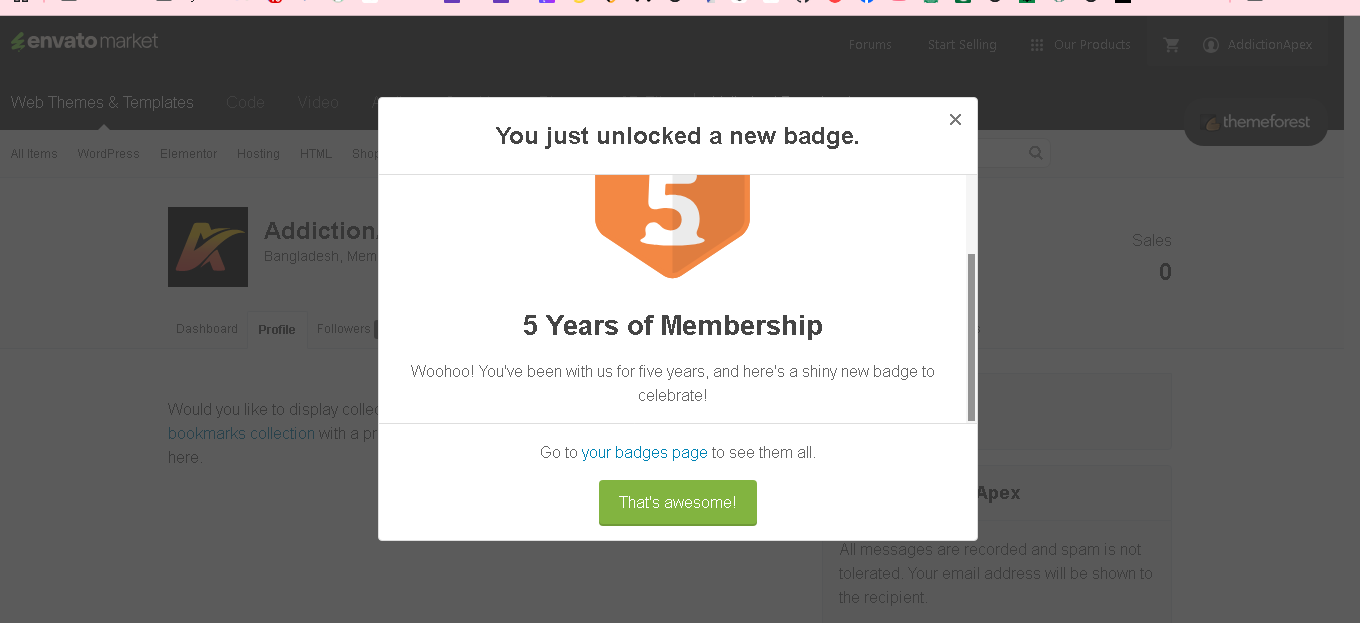 envato market
Forums Start Selling Our Products AddictionApex
Web Themes & Templates Code Video
themeforest
All Items WordPress Elementor Hosting HTML Shop
You just unlocked a new badge.
5
Addiction
Bangladesh, Mem
Sales
0
5 Years of Membership
Dashboard Profile Followers
Woohoo! You've been with us for five years, and here's a shiny new badge to
celebrate!
Would you like to display collec
bookmarks collection with a pr
here.
Go to your badges page to see them all.
That's awesome!
Apex
All messages are recorded and spam is not
tolerated. Your email address will be shown to
the recipient.